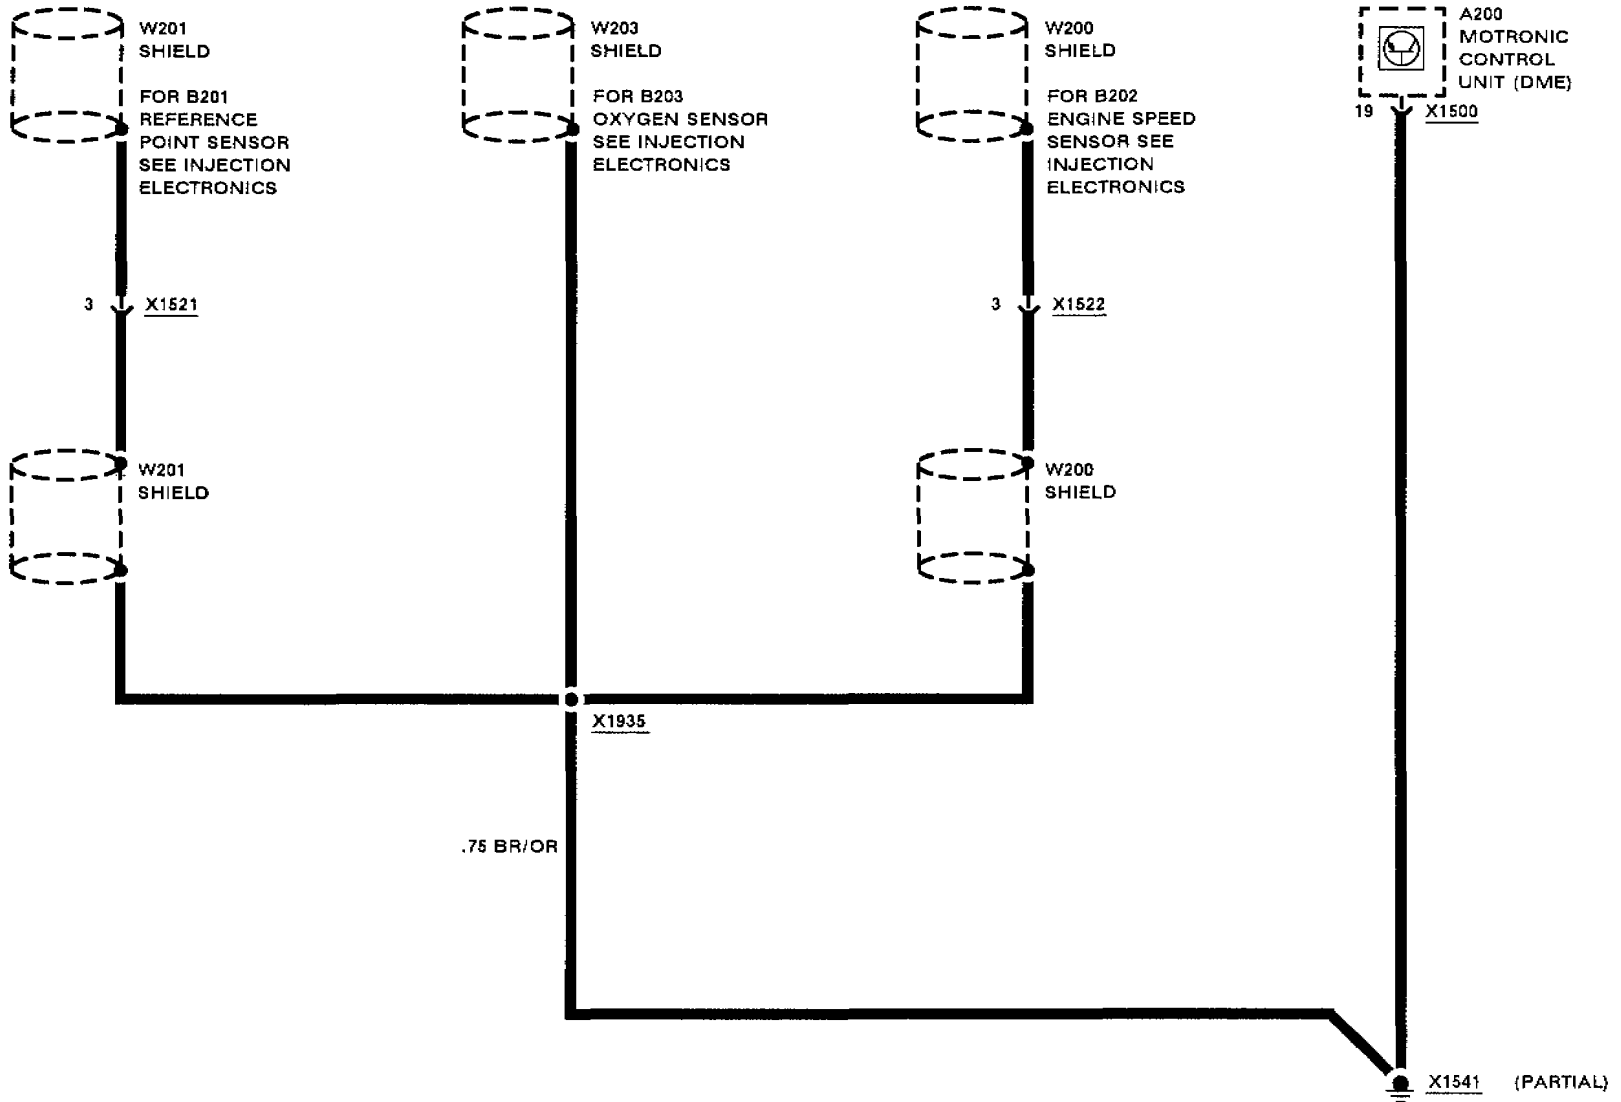 W201
SHIELD
FOR B201
REFERENCE
POINT SENSOR
SEE INJECTION
ELECTRONICS
W203
SHIELD
FOR B203
OXYGEN SENSOR
SEE INJECTION
ELECTRONICS
W200
SHIELD
FOR B202
ENGINE SPEED
SENSOR SEE
INJECTION
ELECTRONICS
A200
MOTRONIC
CONTROL
UNIT (DME)
19 X1500
3 X1521
3 X1522
W201
SHIELD
W200
SHIELD
X1935
.75 BR/OR
X1541 (PARTIAL)